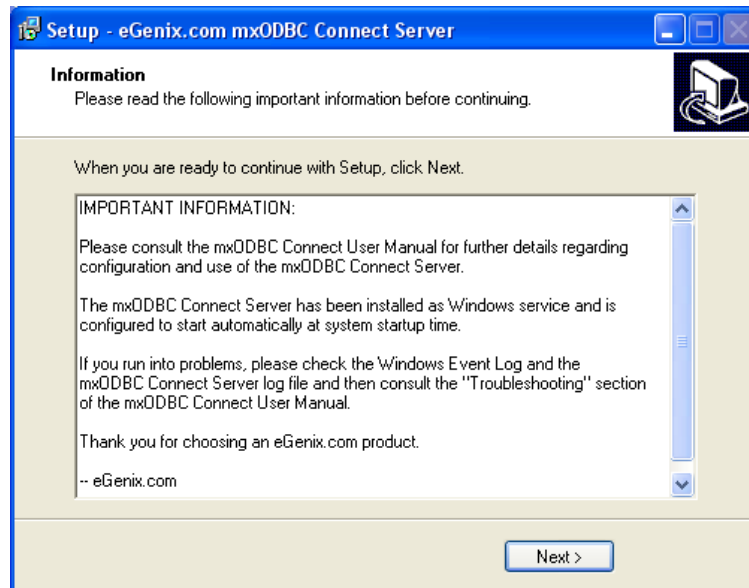 Setup - eGenix.com mxODBC Connect Server
Information
Please read the following important information before continuing.
When you are ready to continue with Setup, click Next.
IMPORTANT INFORMATION:
Please consult the mxODBC Connect User Manual for further details regarding
configuration and use of the mxODBC Connect Server.
The mxODBC Connect Server has been installed as Windows service and is
configured to start automatically at system startup time.
If you run into problems, please check the Windows Event Log and the
mxODBC Connect Server log file and then consult the "Troubleshooting" section
of the mxODBC Connect User Manual.
Thank you for choosing an eGenix.com product.
-- eGenix.com
Next >